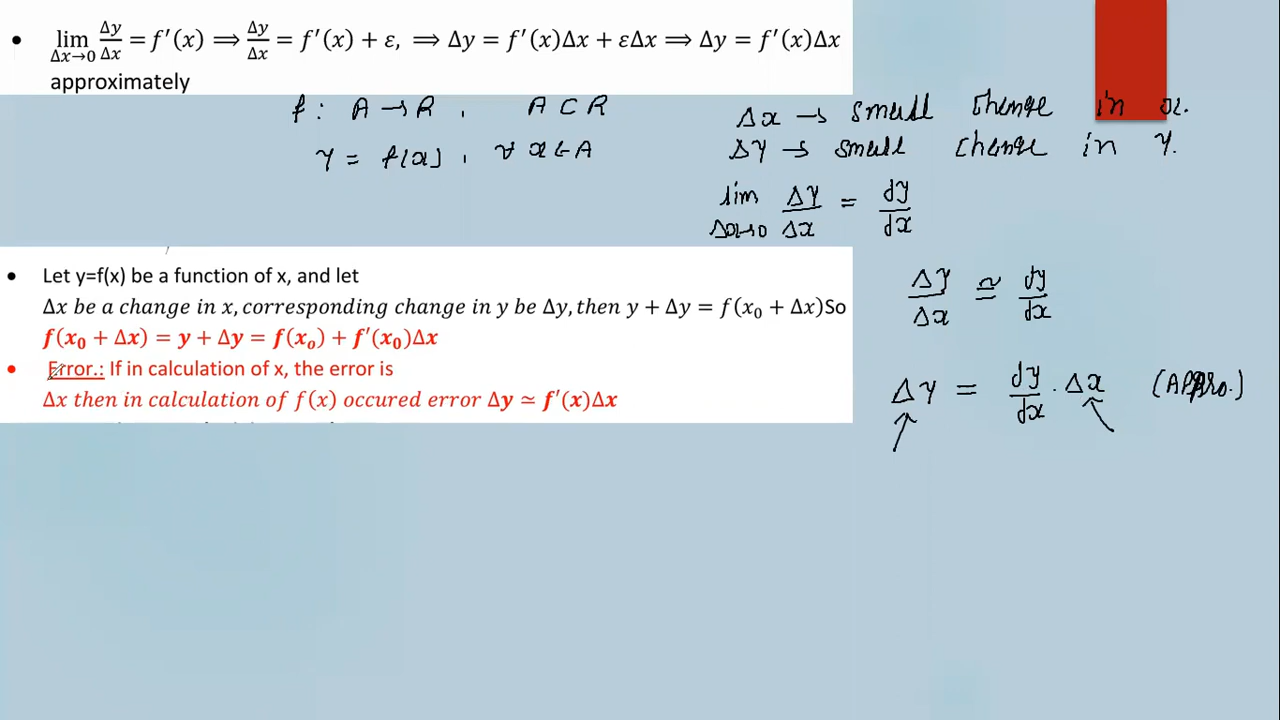 • lim Δx→0 Δy/Δx = f′(x) ⟹ Δy/Δx = f′(x) + ε, ⟹ Δy = f′(x)Δx + εΔx ⟹ Δy = f′(x)Δx
approximately
f : A → R , A ⊂ R
y = f(x) , ∀ x ∈ A
Δx → small change in x.
Δy → small change in y.
lim Δx→0 Δy/Δx = dy/dx
Δy/Δx ≃ dy/dx
Δy = dy/dx · Δx (APPRO.)
• Let y=f(x) be a function of x, and let
Δx be a change in x, corresponding change in y be Δy, then y + Δy = f(x₀ + Δx)So
f(x₀ + Δx) = y + Δy = f(xₒ) + f′(x₀)Δx
• Error.: If in calculation of x, the error is
Δx then in calculation of f(x) occured error Δy ≃ f′(x)Δx